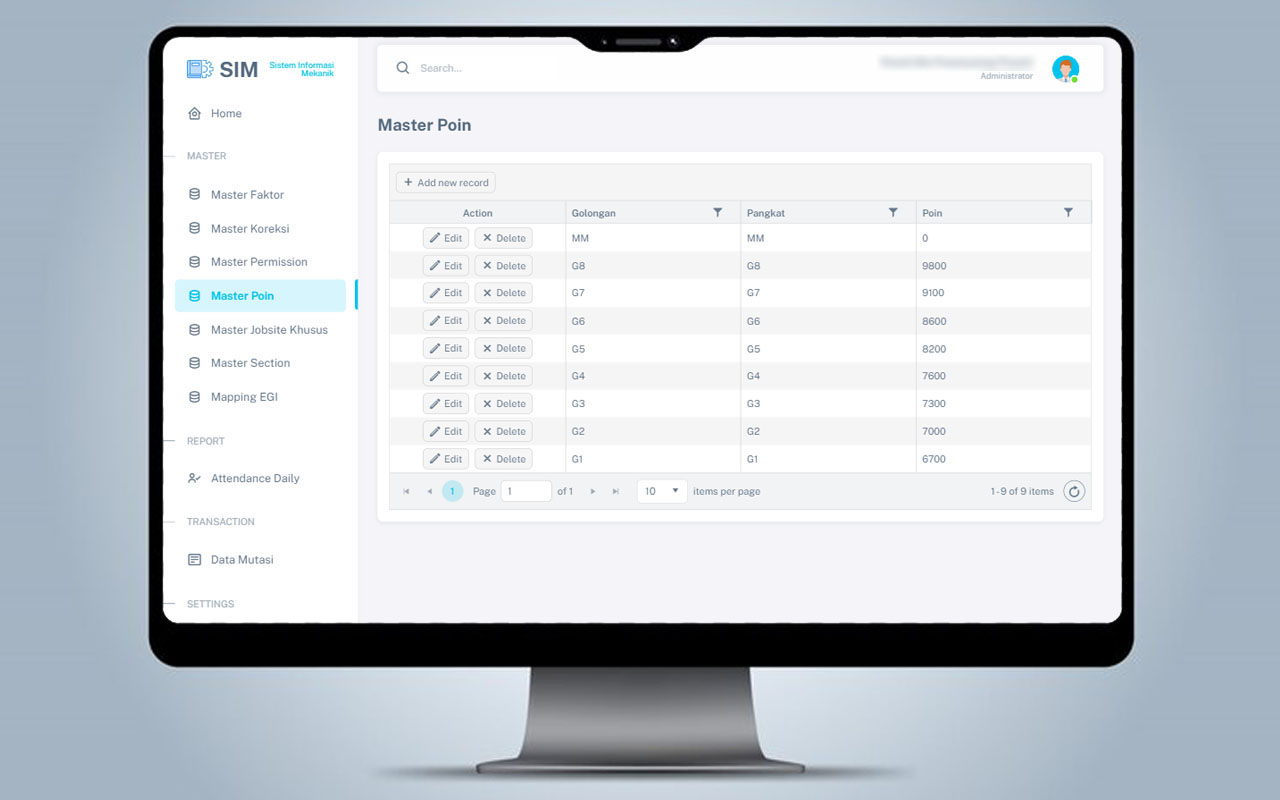 SIM
Sistem Informasi
Mekanik
Home
MASTER
Master Faktor
Master Koreksi
Master Permission
Master Poin
Master Jobsite Khusus
Master Section
Mapping EGI
REPORT
Attendance Daily
TRANSACTION
Data Mutasi
SETTINGS
Search...
Administrator
Master Poin
+ Add new record
Action Golongan Pangkat Poin
Edit Delete MM MM 0
Edit Delete G8 G8 9800
Edit Delete G7 G7 9100
Edit Delete G6 G6 8600
Edit Delete G5 G5 8200
Edit Delete G4 G4 7600
Edit Delete G3 G3 7300
Edit Delete G2 G2 7000
Edit Delete G1 G1 6700
1 Page 1 of 1 10 items per page 1 - 9 of 9 items